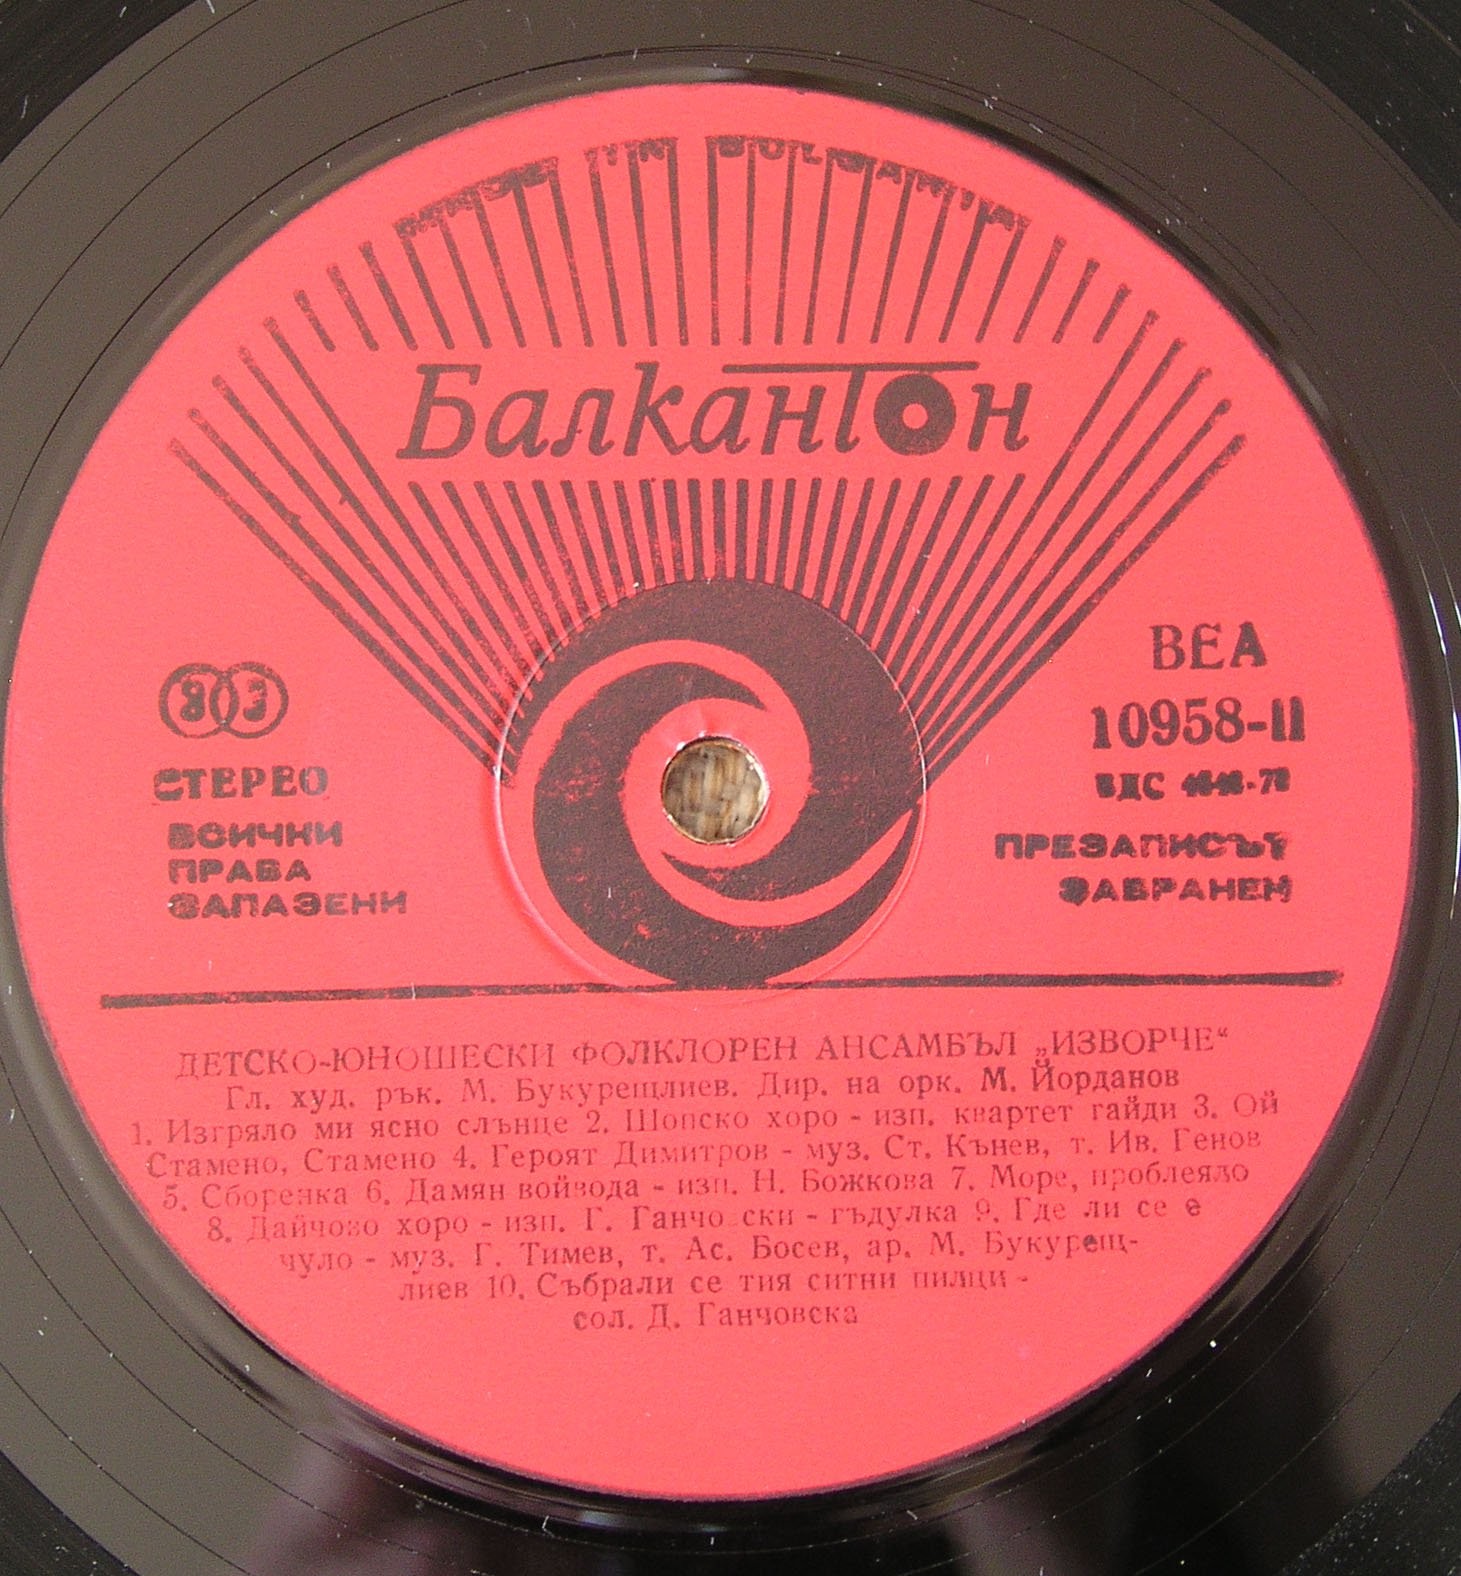 MADE IN BULGARIA
Балкантон
ВЕА
10958-II
СТЕРЕО
ВДС
ВСИЧКИ
ПРАВА
ЗАПАЗЕНИ
ПРЕЗАПИСЪТ
ЗАБРАНЕН
ДЕТСКО-ЮНОШЕСКИ ФОЛКЛОРЕН АНСАМБЪЛ „ИЗВОРЧЕ“
Гл. худ. рък. М. Букурещлиев. Дир. на орк. М. Йорданов
1. Изгряло ми ясно слънце 2. Шопско хоро - изп. квартет гайди 3. Ой
Стамено, Стамено 4. Героят Димитров - муз. Ст. Кънев, т. Ив. Генов
5. Сборенка 6. Дамян войвода - изп. Н. Божкова 7. Море, проблеяло
8. Дайчово хоро - изп. Г. Ганчовски - гъдулка 9. Где ли се е
чуло - муз. Г. Тимев, т. Ас. Босев, ар. М. Букурещ-
лиев 10. Събрали се тия ситни пилци -
сол. Д. Ганчовска